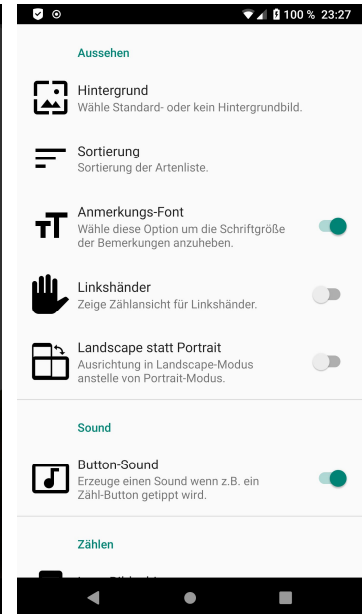 100 % 23:27
Aussehen
Hintergrund
Wähle Standard- oder kein Hintergrundbild.
Sortierung
Sortierung der Artenliste.
Anmerkungs-Font
Wähle diese Option um die Schriftgröße
der Bemerkungen anzuheben.
Linkshänder
Zeige Zählansicht für Linkshänder.
Landscape statt Portrait
Ausrichtung in Landscape-Modus
anstelle von Portrait-Modus.
Sound
Button-Sound
Erzeuge einen Sound wenn z.B. ein
Zähl-Button getippt wird.
Zählen